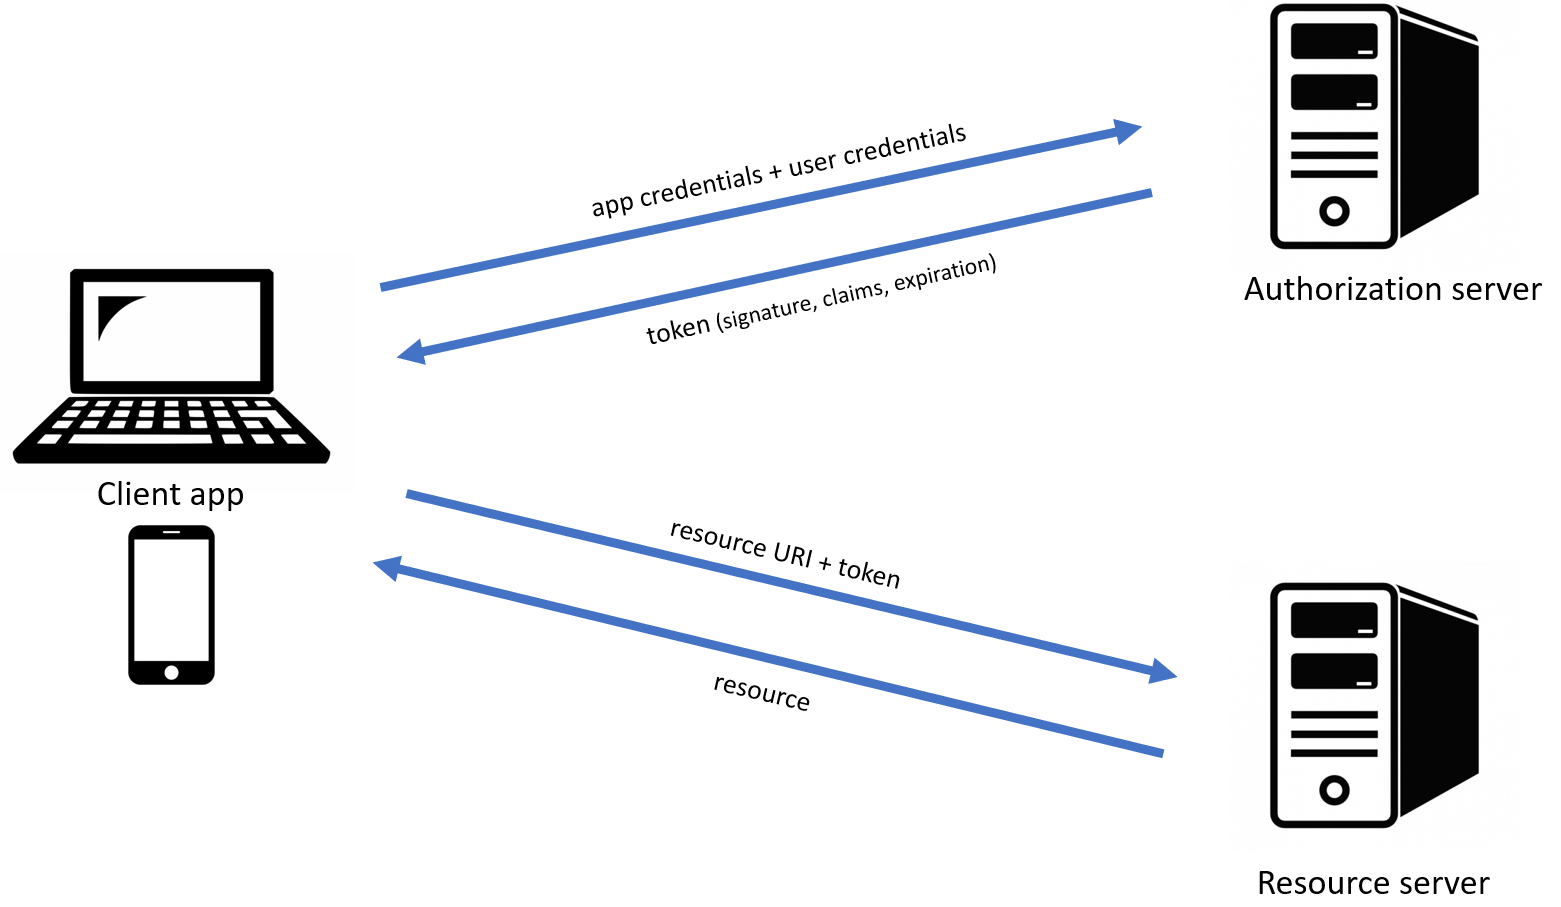 app credentials + user credentials
token (signature, claims, expiration)
Authorization server
Client app
resource URI + token
resource
Resource server